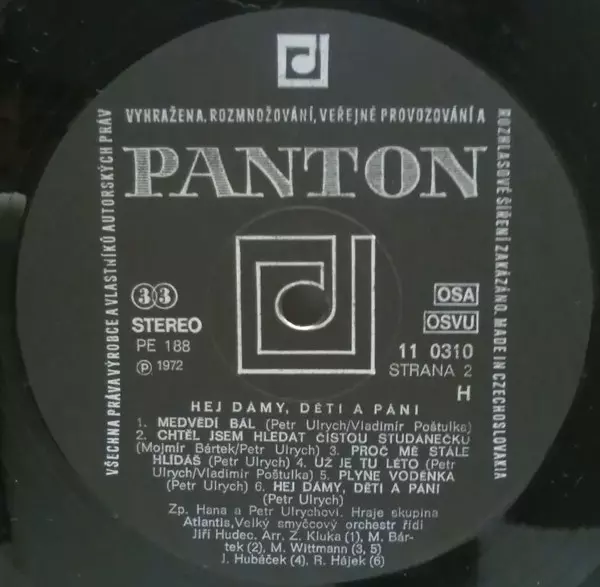 VYHRAŽENA. ROZMNOŽOVÁNÍ, VEŘEJNÉ PROVOZOVÁNÍ A
ROZHLASOVÉ ŠÍŘENÍ ZAKÁZÁNO. MADE IN CZECHOSLOVAKIA
VŠECHNA PRÁVA VÝROBCE A VLASTNÍKŮ AUTORSKÝCH PRÁV
PANTON
33
STEREO
PE 188
Ⓟ 1972
OSA
OSVU
11 0310
STRANA 2
H
HEJ DÁMY, DĚTI A PÁNI
1. MEDVĚDÍ BÁL (Petr Ulrych/Vladimír Poštulka)
2. CHTĚL JSEM HLEDAT ČISTOU STUDÁNEČKU
(Mojmír Bártek/Petr Ulrych) 3. PROČ MĚ STÁLE
HLÍDÁŠ (Petr Ulrych) 4. UŽ JE TU LÉTO (Petr
Ulrych/Vladimír Poštulka) 5. PLYNE VODĚNKA
(Petr Ulrych) 6. HEJ DÁMY, DĚTI A PÁNI
(Petr Ulrych)
Zp. Hana a Petr Ulrychovi. Hraje skupina
Atlantis,Velký smyčcový orchestr řídí
Jiří Hudec. Arr. Z. Kluka (1), M. Bár-
tek (2), M. Wittmann (3, 5)
J. Hubáček (4), R. Hájek (6)